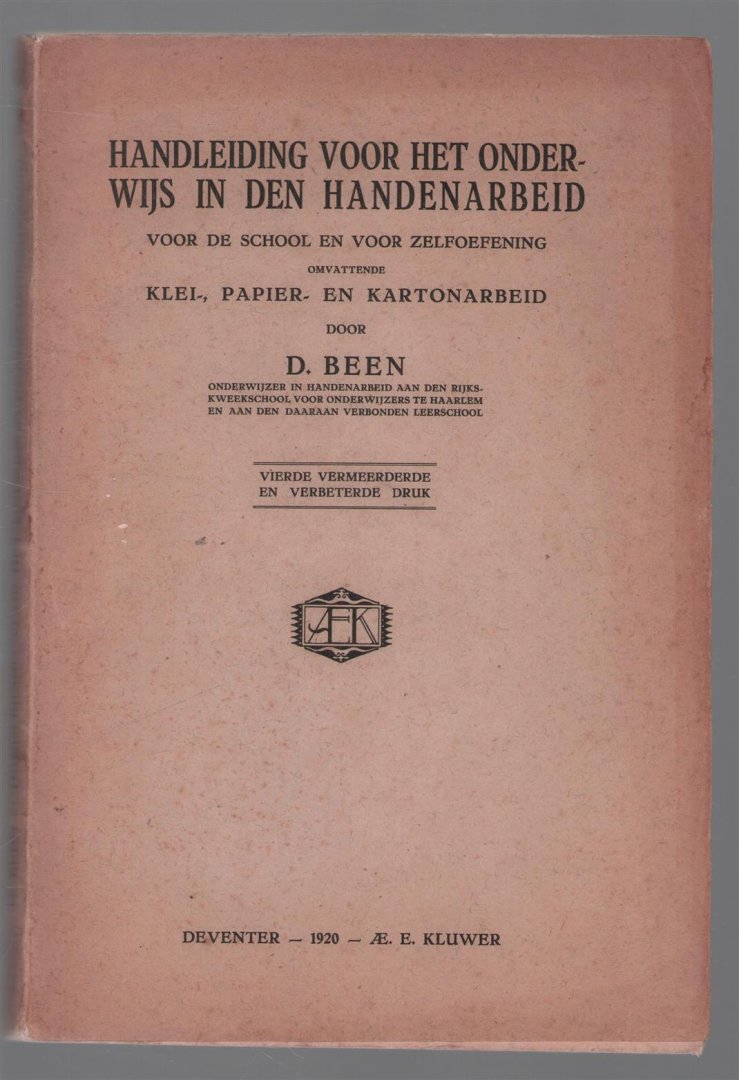 HANDLEIDING VOOR HET ONDER-
WIJS IN DEN HANDENARBEID
VOOR DE SCHOOL EN VOOR ZELFOEFENING
OMVATTENDE
KLEI-, PAPIER- EN KARTONARBEID
DOOR
D. BEEN
ONDERWIJZER IN HANDENARBEID AAN DEN RIJKS-
KWEEKSCHOOL VOOR ONDERWIJZERS TE HAARLEM
EN AAN DEN DAARAAN VERBONDEN LEERSCHOOL
VIERDE VERMEERDERDE
EN VERBETERDE DRUK
ÆK
DEVENTER — 1920 — Æ. E. KLUWER